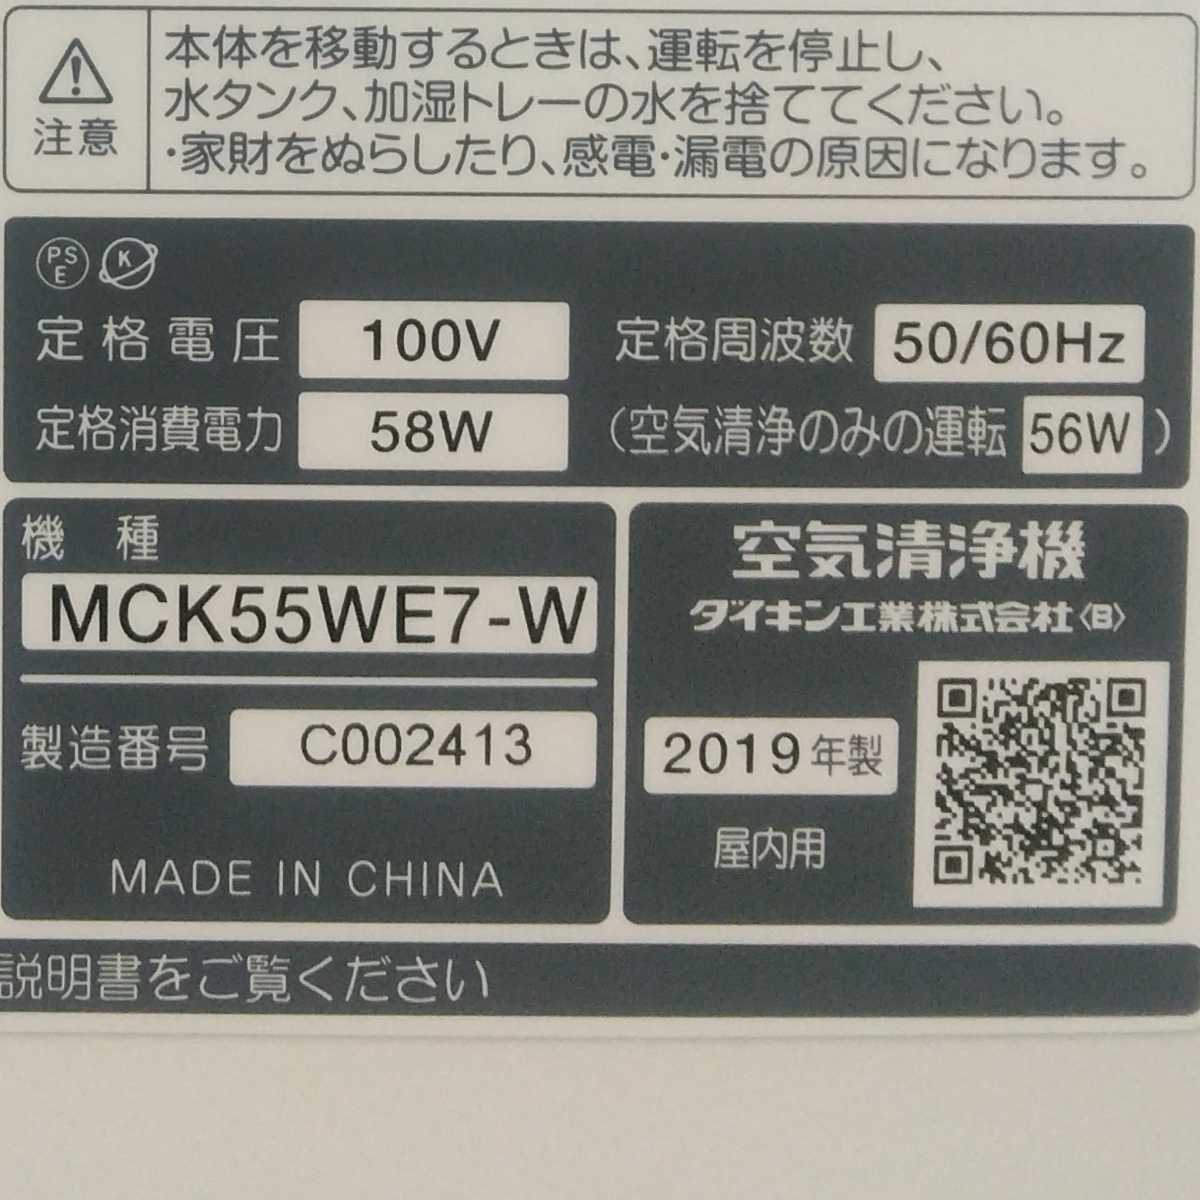 本体を移動するときは、運転を停止し、
注意
水タンク、加湿トレーの水を捨ててください。
・家財をぬらしたり、感電・漏電の原因になります。
PS
E
K
定格電圧 100V 定格周波数 50/60Hz
定格消費電力 58W （空気清浄のみの運転 56W ）
機 種
MCK55WE7-W
製造番号 C002413
MADE IN CHINA
空気清浄機
ダイキン工業株式会社〈B〉
2019年製
屋内用
説明書をご覧ください